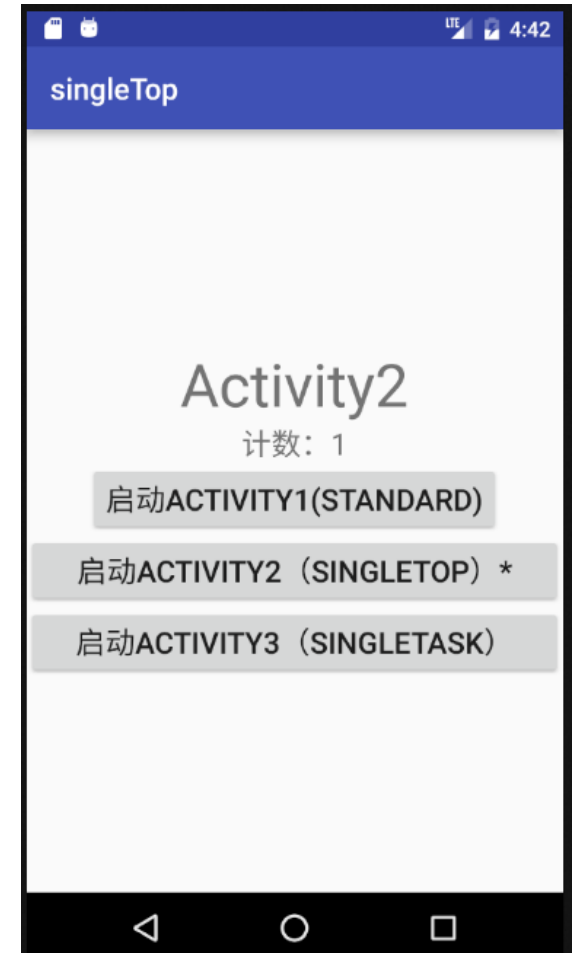 LTE 4:42
singleTop
Activity2
计数：1
启动ACTIVITY1(STANDARD)
启动ACTIVITY2（SINGLETOP）*
启动ACTIVITY3（SINGLETASK）